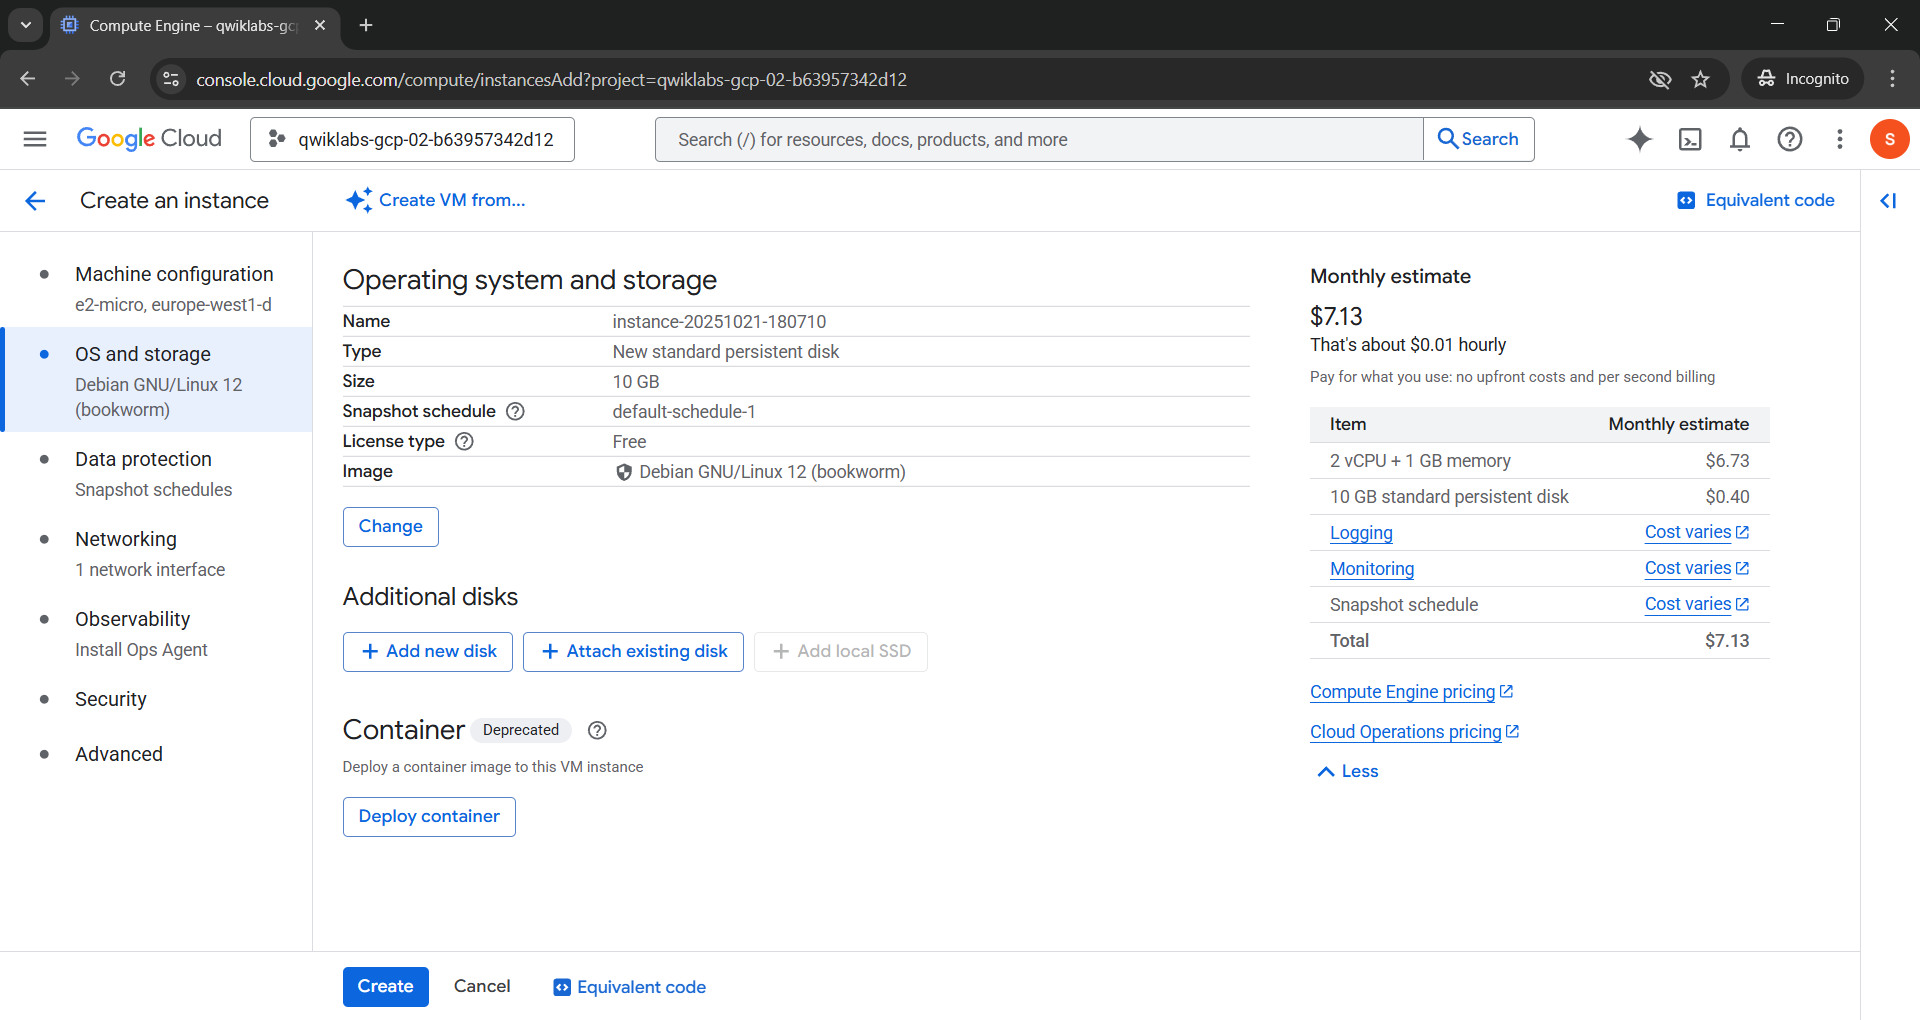 Compute Engine – qwiklabs-gcp
console.cloud.google.com/compute/instancesAdd?project=qwiklabs-gcp-02-b63957342d12
Incognito
Google Cloud
qwiklabs-gcp-02-b63957342d12
Search (/) for resources, docs, products, and more
Search
S
Create an instance
Create VM from...
Equivalent code
Machine configuration
e2-micro, europe-west1-d
OS and storage
Debian GNU/Linux 12
(bookworm)
Data protection
Snapshot schedules
Networking
1 network interface
Observability
Install Ops Agent
Security
Advanced
Operating system and storage
Name instance-20251021-180710
Type New standard persistent disk
Size 10 GB
Snapshot schedule default-schedule-1
License type Free
Image Debian GNU/Linux 12 (bookworm)
Change
Additional disks
Add new disk
Attach existing disk
Add local SSD
Container Deprecated
Deploy a container image to this VM instance
Deploy container
Monthly estimate
$7.13
That's about $0.01 hourly
Pay for what you use: no upfront costs and per second billing
Item Monthly estimate
2 vCPU + 1 GB memory $6.73
10 GB standard persistent disk $0.40
Logging Cost varies
Monitoring Cost varies
Snapshot schedule Cost varies
Total $7.13
Compute Engine pricing
Cloud Operations pricing
Less
Create
Cancel
Equivalent code